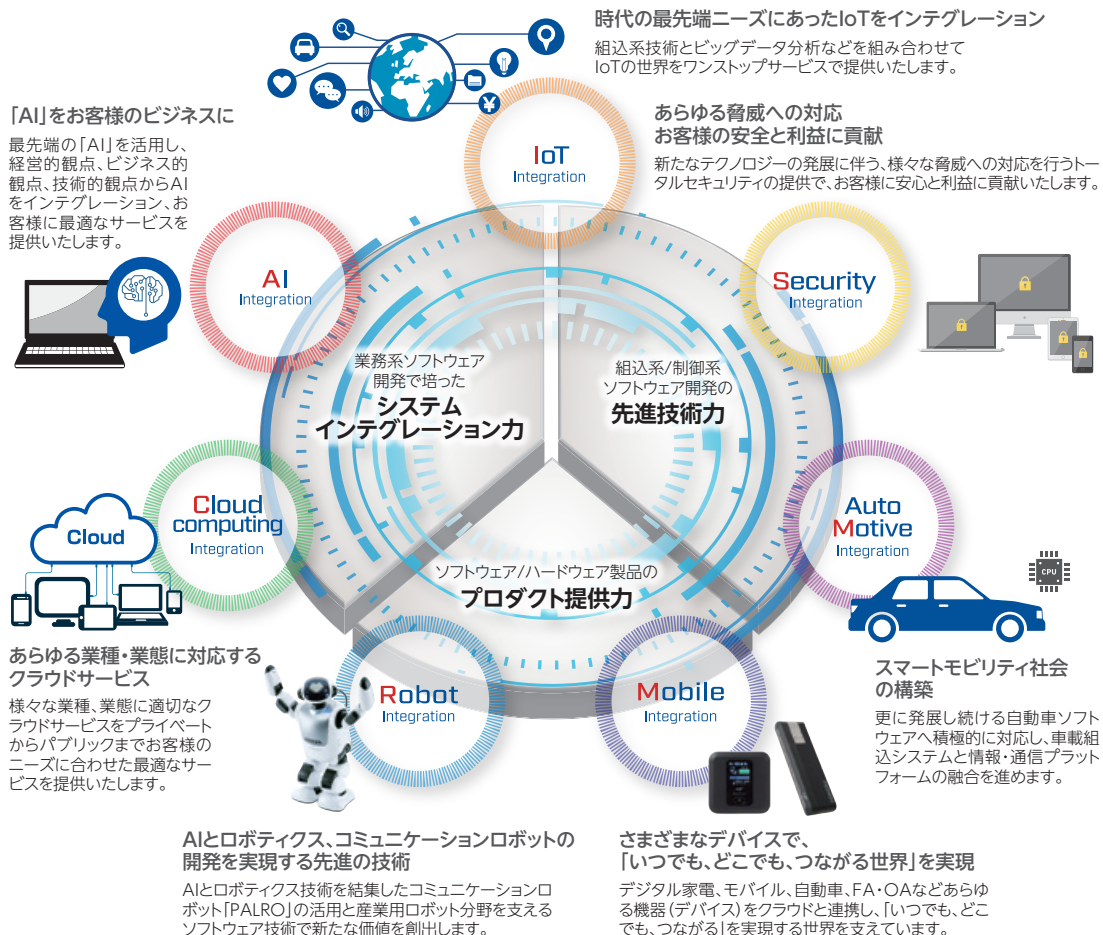 時代の最先端ニーズにあったIoTをインテグレーション
組込系技術とビッグデータ分析などを組み合わせて
IoTの世界をワンストップサービスで提供いたします。
「AI」をお客様のビジネスに
最先端の「AI」を活用し、
経営的観点、ビジネス的
観点、技術的観点からAI
をインテグレーション、お
客様に最適なサービスを
提供いたします。
あらゆる脅威への対応
お客様の安全と利益に貢献
新たなテクノロジーの発展に伴う、様々な脅威への対応を行うトー
タルセキュリティの提供で、お客様に安心と利益に貢献いたします。
¥
IoT
Integration
AI
Integration
Security
Integration
業務系ソフトウェア
開発で培った
システム
インテグレーション力
組込系/制御系
ソフトウェア開発の
先進技術力
Cloud
computing
Integration
Cloud
Auto
Motive
Integration
CPU
ソフトウェア/ハードウェア製品の
プロダクト提供力
あらゆる業種・業態に対応する
クラウドサービス
様々な業種、業態に適切なク
ラウドサービスをプライベート
からパブリックまでお客様の
ニーズに合わせた最適なサー
ビスを提供いたします。
Robot
Integration
Mobile
Integration
スマートモビリティ社会
の構築
更に発展し続ける自動車ソフト
ウェアへ積極的に対応し、車載組
込システムと情報・通信プラット
フォームの融合を進めます。
AIとロボティクス、コミュニケーションロボットの
開発を実現する先進の技術
AIとロボティクス技術を結集したコミュニケーションロ
ボット「PALRO」の活用と産業用ロボット分野を支える
ソフトウェア技術で新たな価値を創出します。
さまざまなデバイスで、
「いつでも、どこでも、つながる世界」を実現
デジタル家電、モバイル、自動車、FA・OAなどあらゆ
る機器(デバイス)をクラウドと連携し、「いつでも、どこ
でも、つながる」を実現する世界を支えています。